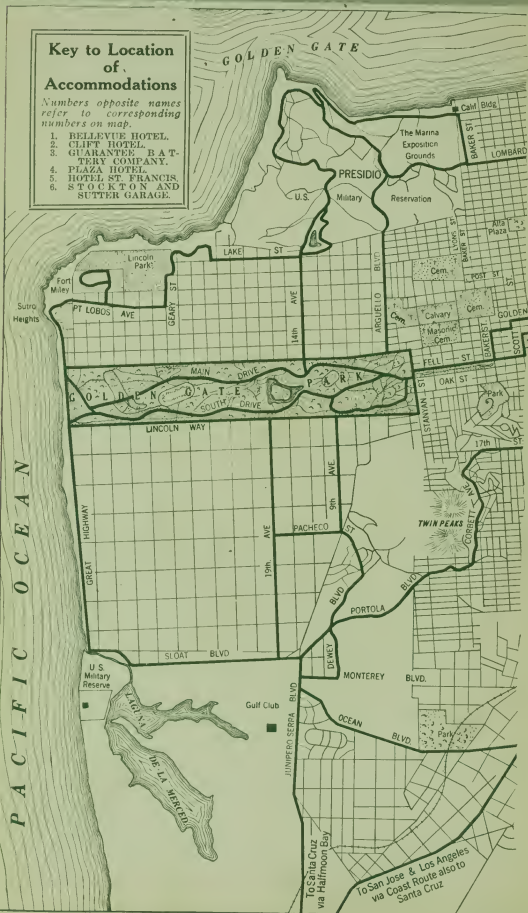 Key to Location
of
Accommodations
Numbers opposite names
refer to corresponding
numbers on map.
1. BELLEVUE HOTEL.
2. CLIFT HOTEL.
3. GUARANTEE BAT-
TERY COMPANY.
4. PLAZA HOTEL.
5. HOTEL ST. FRANCIS.
6. STOCKTON AND
SUTTER GARAGE.
GOLDEN GATE
Calif Bldg
The Marina
Exposition
Grounds
BAKER ST.
LOMBARD
PRESIDIO
U.S. Military Reservation
LYONS ST
BAKER ST.
Alta
Plaza
LAKE ST
Lincoln
Park
Fort
Miley
GEARY ST
14th AVE
ARGUELLO BLVD
Cem.
POST ST
ST
Sutro
Heights
PT LOBOS AVE
Cem.
Calvary
Cem.
Masonic
Cem.
BAKER ST.
GOLDEN
SCOTT
FELL ST.
MAIN DRIVE
GOLDEN GATE PARK
SOUTH DRIVE
STANYAN ST
OAK ST
Park
LINCOLN WAY
17th ST
PACIFIC OCEAN
GREAT HIGHWAY
19th AVE
9th AVE.
PACHECO ST
TWIN PEAKS
CORBETT AVE
BLVD
PORTOLA BLVD
SLOAT BLVD
DEWEY
MONTEREY BLVD.
U.S.
Military
Reserve
LAGUNA
DE LA MERCED
Gulf Club
JUNIPERO SERPA BLVD
OCEAN BLVD
Park
To Santa Cruz
via Halfmoon Bay
To San Jose & Los Angeles
via Coast Route also to
Santa Cruz